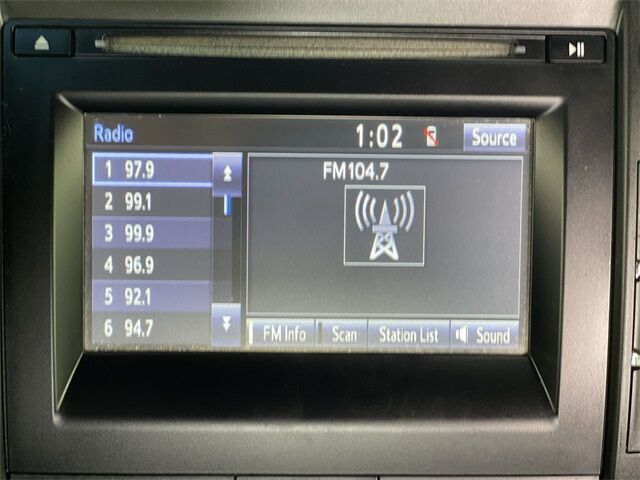 Radio 1:02 Source
1 97.9
2 99.1
3 99.9
4 96.9
5 92.1
6 94.7
FM104.7
FM Info Scan Station List Sound